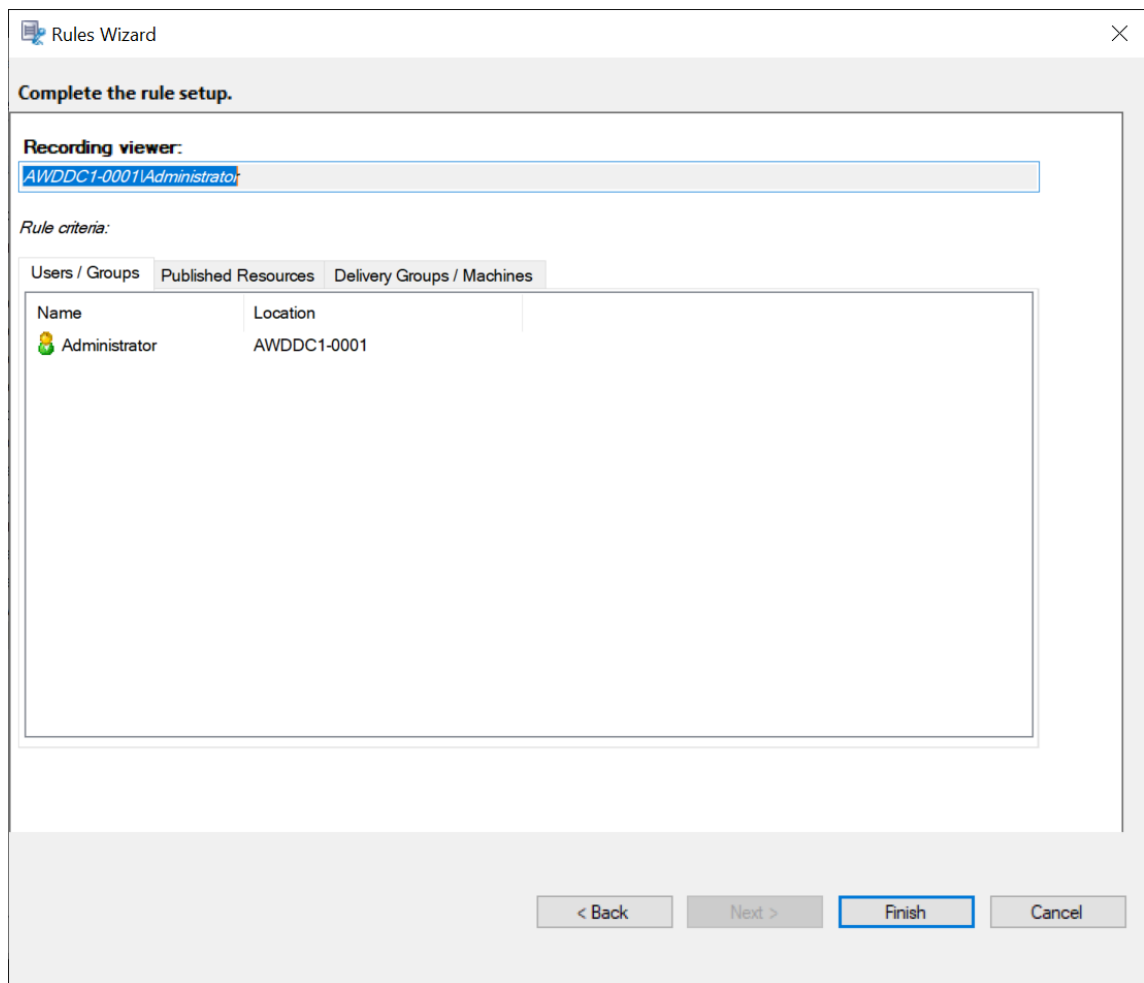 Rules Wizard
Complete the rule setup.
Recording viewer:
AWDDC1-0001\Administrator
Rule criteria:
Users / Groups Published Resources Delivery Groups / Machines
Name Location
Administrator AWDDC1-0001
< Back Next > Finish Cancel